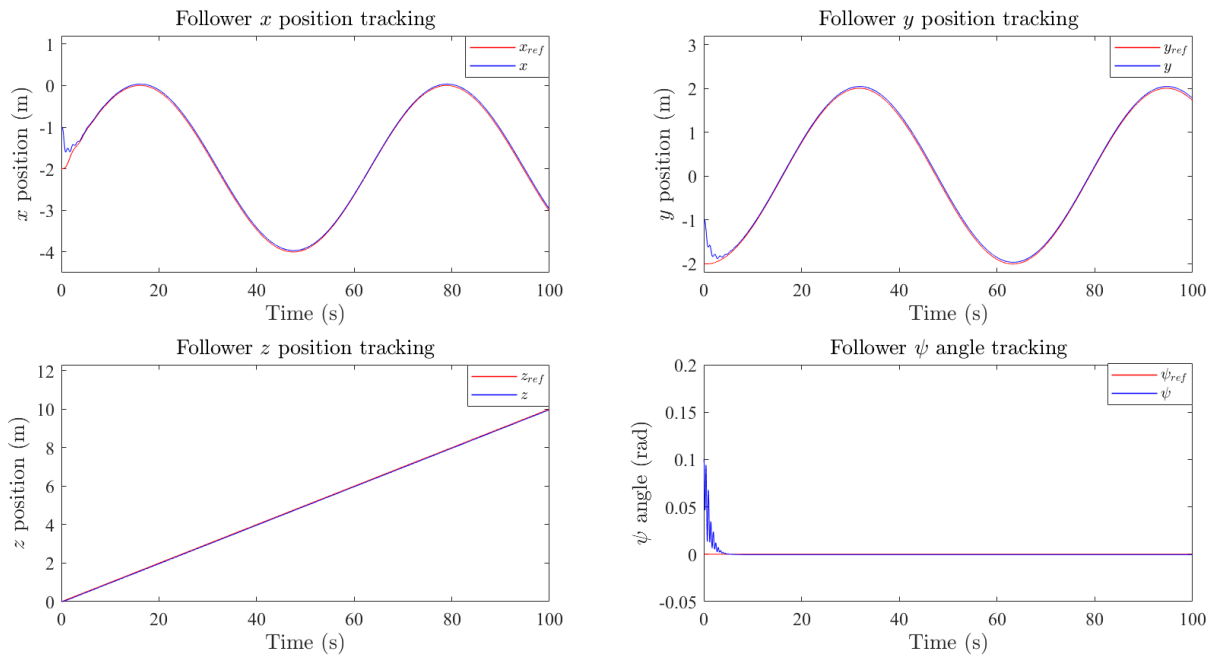 Follower x position tracking
x position (m)
1
0
-1
-2
-3
-4
x_ref
x
0 20 40 60 80 100
Time (s)
Follower y position tracking
y position (m)
3
2
1
0
-1
-2
y_ref
y
0 20 40 60 80 100
Time (s)
Follower z position tracking
z position (m)
12
10
8
6
4
2
0
z_ref
z
0 20 40 60 80 100
Time (s)
Follower ψ angle tracking
ψ angle (rad)
0.2
0.15
0.1
0.05
0
-0.05
ψ_ref
ψ
0 20 40 60 80 100
Time (s)